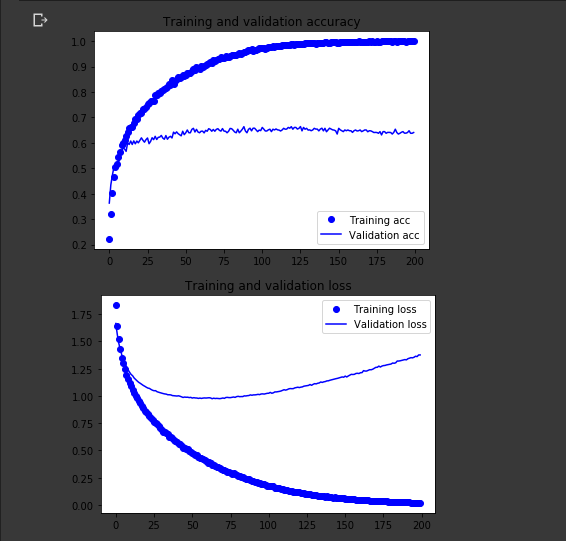 Training and validation accuracy
1.0
0.9
0.8
0.7
0.6
0.5
0.4
0.3
0.2
Training acc
Validation acc
0 25 50 75 100 125 150 175 200
Training and validation loss
1.75
1.50
1.25
1.00
0.75
0.50
0.25
0.00
Training loss
Validation loss
0 25 50 75 100 125 150 175 200